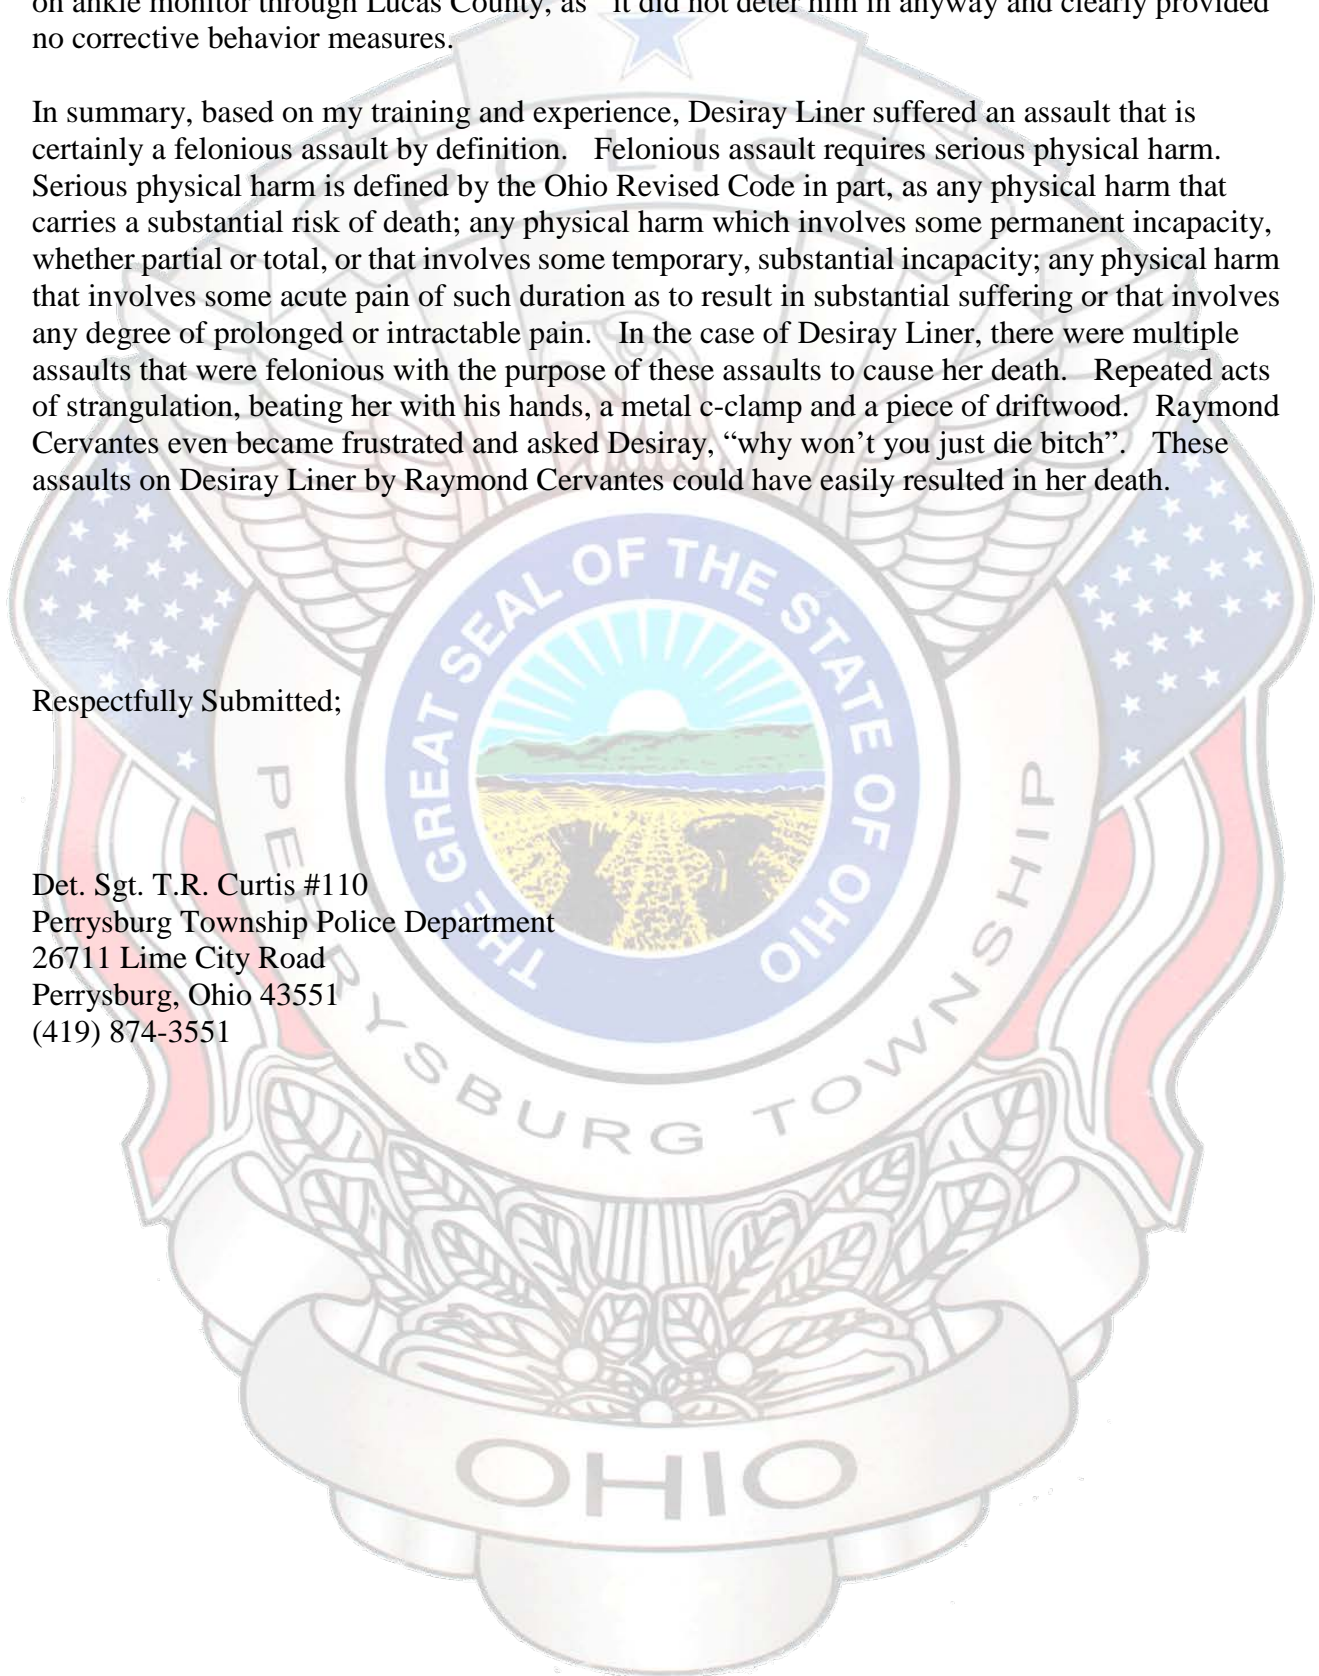 on ankle monitor through Lucas County, as   it did not deter him in anyway and clearly provided
no corrective behavior measures.
In summary, based on my training and experience, Desiray Liner suffered an assault that is
certainly a felonious assault by definition.   Felonious assault requires serious physical harm.
Serious physical harm is defined by the Ohio Revised Code in part, as any physical harm that
carries a substantial risk of death; any physical harm which involves some permanent incapacity,
whether partial or total, or that involves some temporary, substantial incapacity; any physical harm
that involves some acute pain of such duration as to result in substantial suffering or that involves
any degree of prolonged or intractable pain.   In the case of Desiray Liner, there were multiple
assaults that were felonious with the purpose of these assaults to cause her death.   Repeated acts
of strangulation, beating her with his hands, a metal c-clamp and a piece of driftwood.   Raymond
Cervantes even became frustrated and asked Desiray, “why won’t you just die bitch”.   These
assaults on Desiray Liner by Raymond Cervantes could have easily resulted in her death.
Respectfully Submitted;
Det. Sgt. T.R. Curtis #110
Perrysburg Township Police Department
26711 Lime City Road
Perrysburg, Ohio 43551
(419) 874-3551
POLICE
THE GREAT SEAL OF THE STATE OF OHIO
PERRYSBURG TOWNSHIP
OHIO